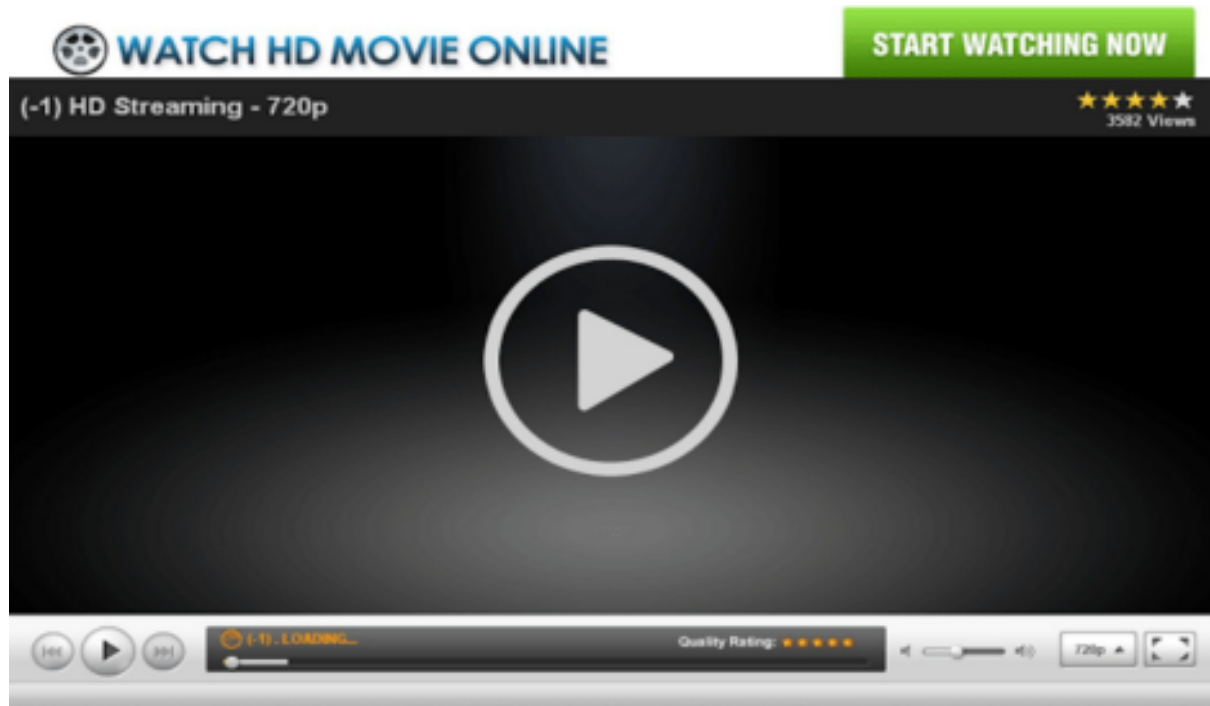 WATCH HD MOVIE ONLINE
START WATCHING NOW
(-1) HD Streaming - 720p
3582 Views
(-1) . LOADING...
Quality Rating:
720p